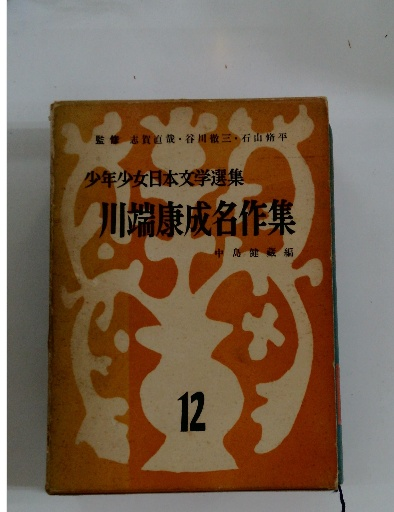 監修 志賀直哉・谷川徹三・石山脩平
少年少女日本文学選集
川端康成名作集
中島健蔵編
12